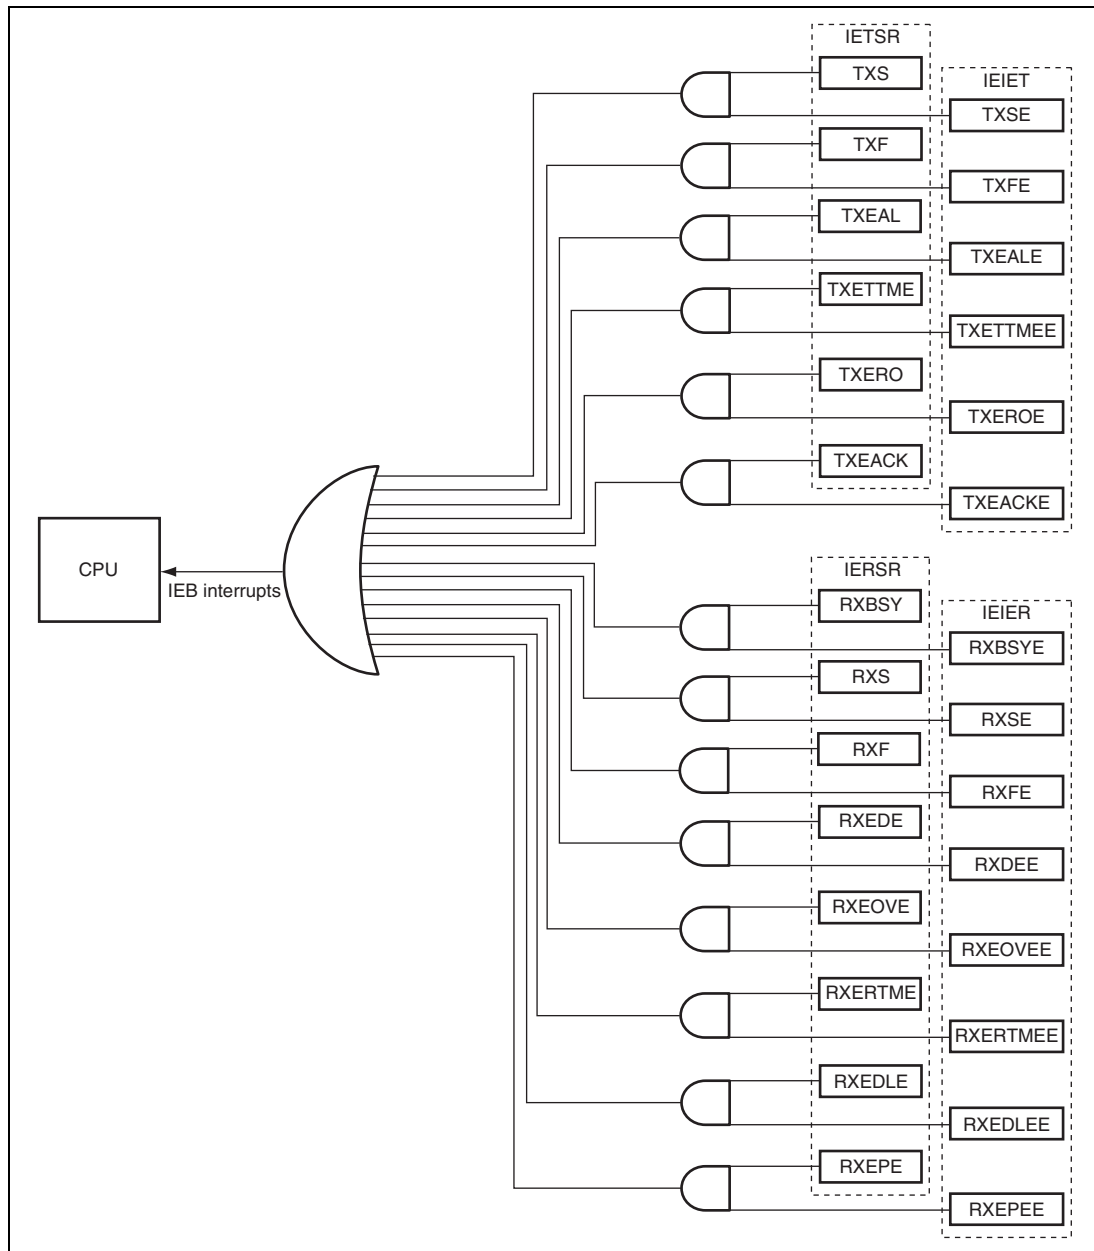 IETSR
TXS
IEIET
TXSE
TXF
TXFE
TXEAL
TXEALE
TXETTME
TXETTMEE
TXERO
TXEROE
TXEACK
TXEACKE
CPU
IEB interrupts
IERSR
RXBSY
IEIER
RXBSYE
RXS
RXSE
RXF
RXFE
RXEDE
RXDEE
RXEOVE
RXEOVEE
RXERTME
RXERTMEE
RXEDLE
RXEDLEE
RXEPE
RXEPEE